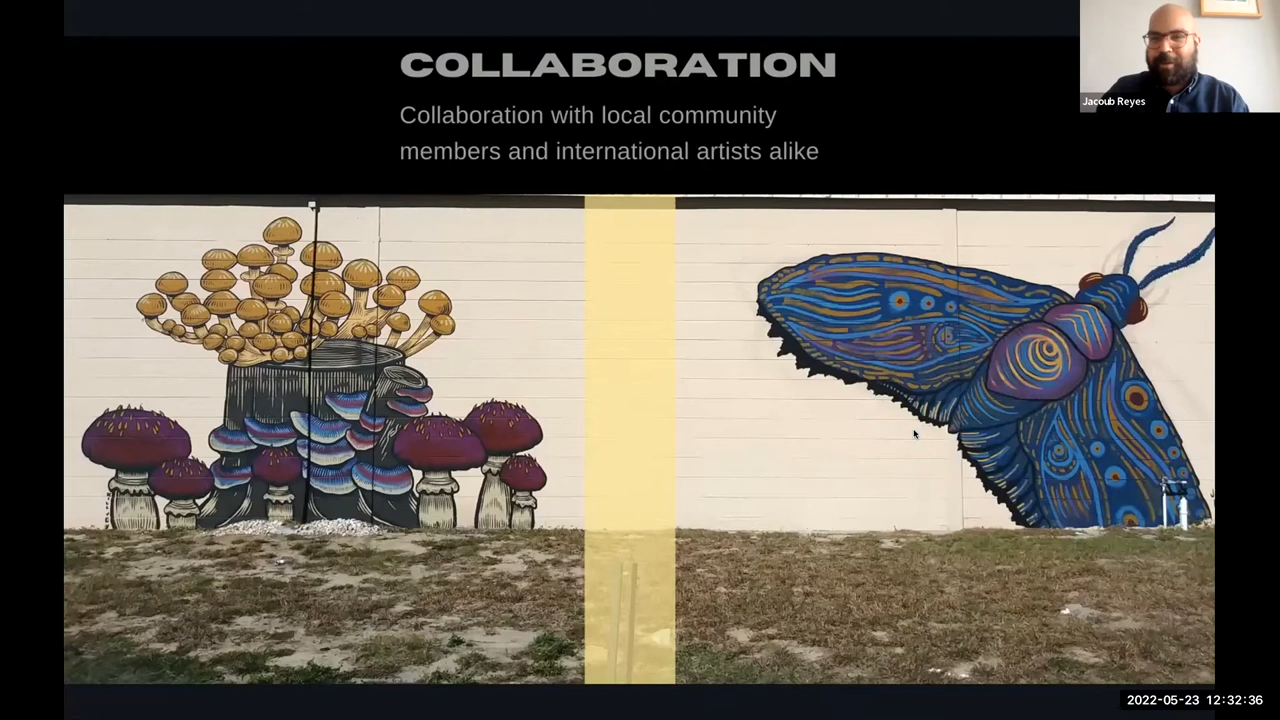 COLLABORATION
Collaboration with local community
members and international artists alike
Jacoub Reyes
2022-05-23 12:32:36